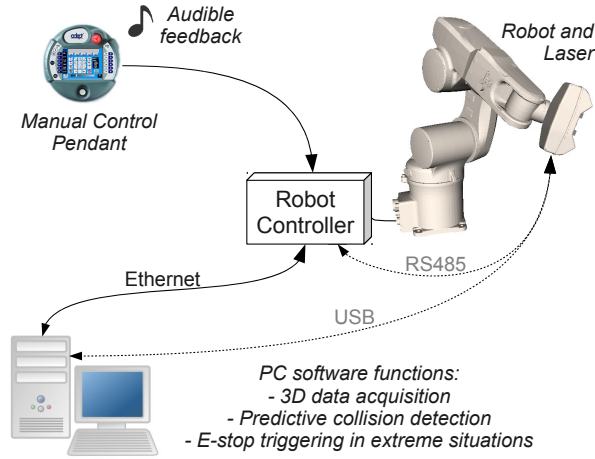 Audible
feedback
adept
Manual Control
Pendant
Robot and
Laser
Robot
Controller
RS485
Ethernet
USB
PC software functions:
- 3D data acquisition
- Predictive collision detection
- E-stop triggering in extreme situations